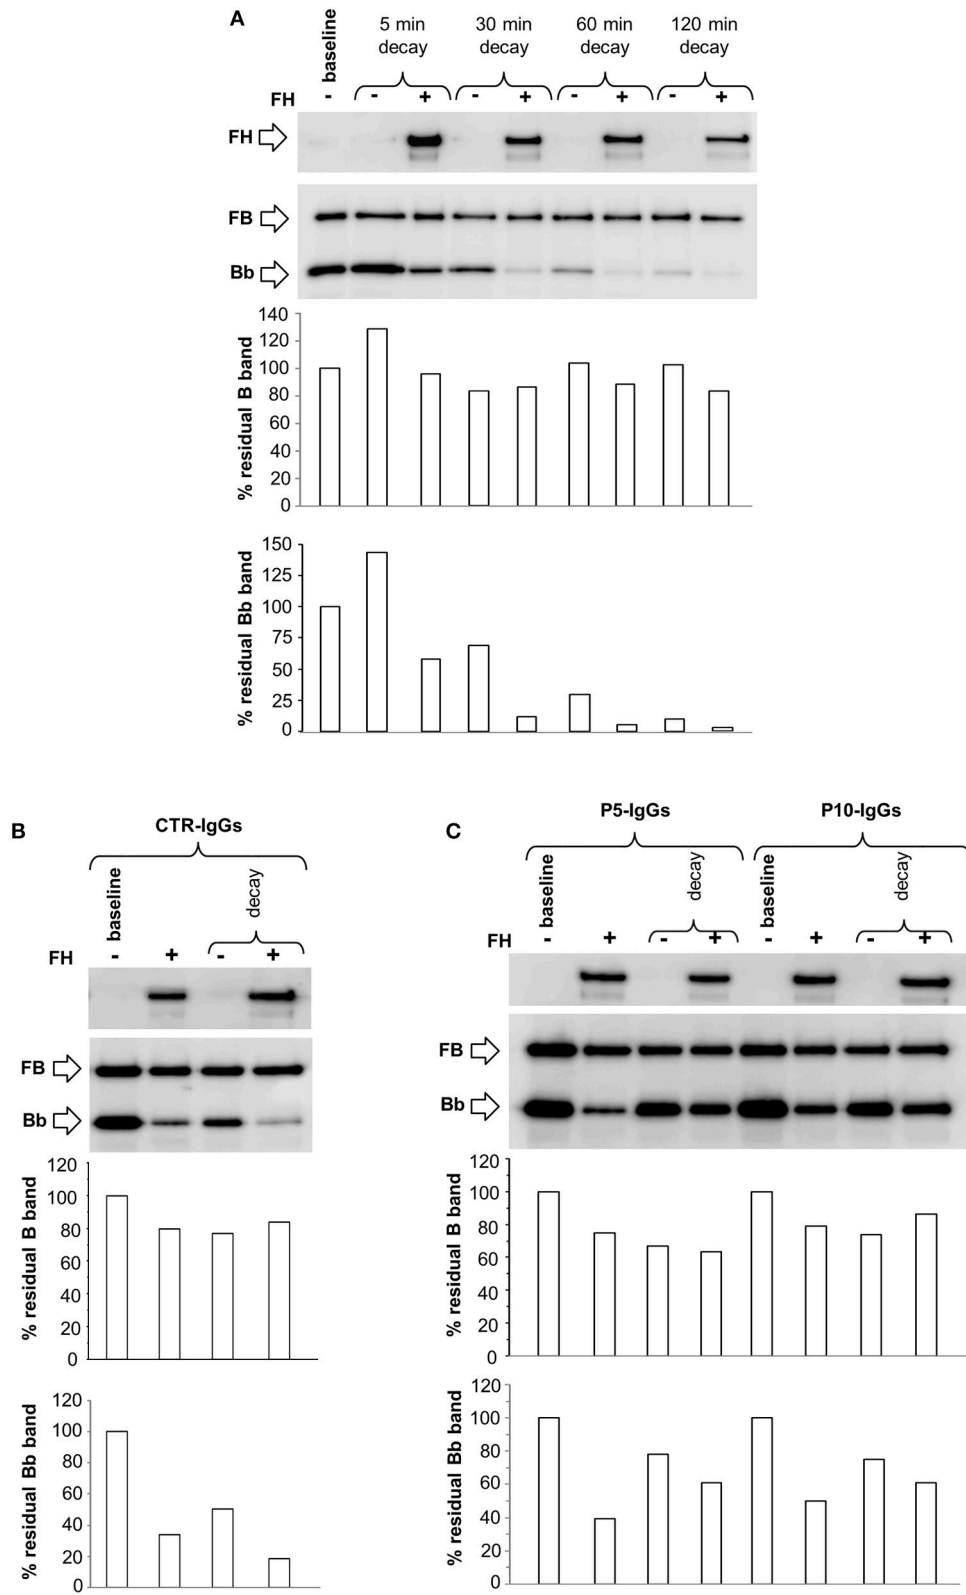 A
baseline
5 min decay
30 min decay
60 min decay
120 min decay
FH - - + - + - + - +
FH
FB
Bb
140
120
100
80
60
40
20
0
% residual B band
150
125
100
75
50
25
0
% residual Bb band
B
CTR-IgGs
baseline
decay
FH - + - +
FB
Bb
120
100
80
60
40
20
0
% residual B band
120
100
80
60
40
20
0
% residual Bb band
C
P5-IgGs
P10-IgGs
baseline
decay
baseline
decay
FH - + - + - + - +
FB
Bb
120
100
80
60
40
20
0
% residual B band
120
100
80
60
40
20
0
% residual Bb band